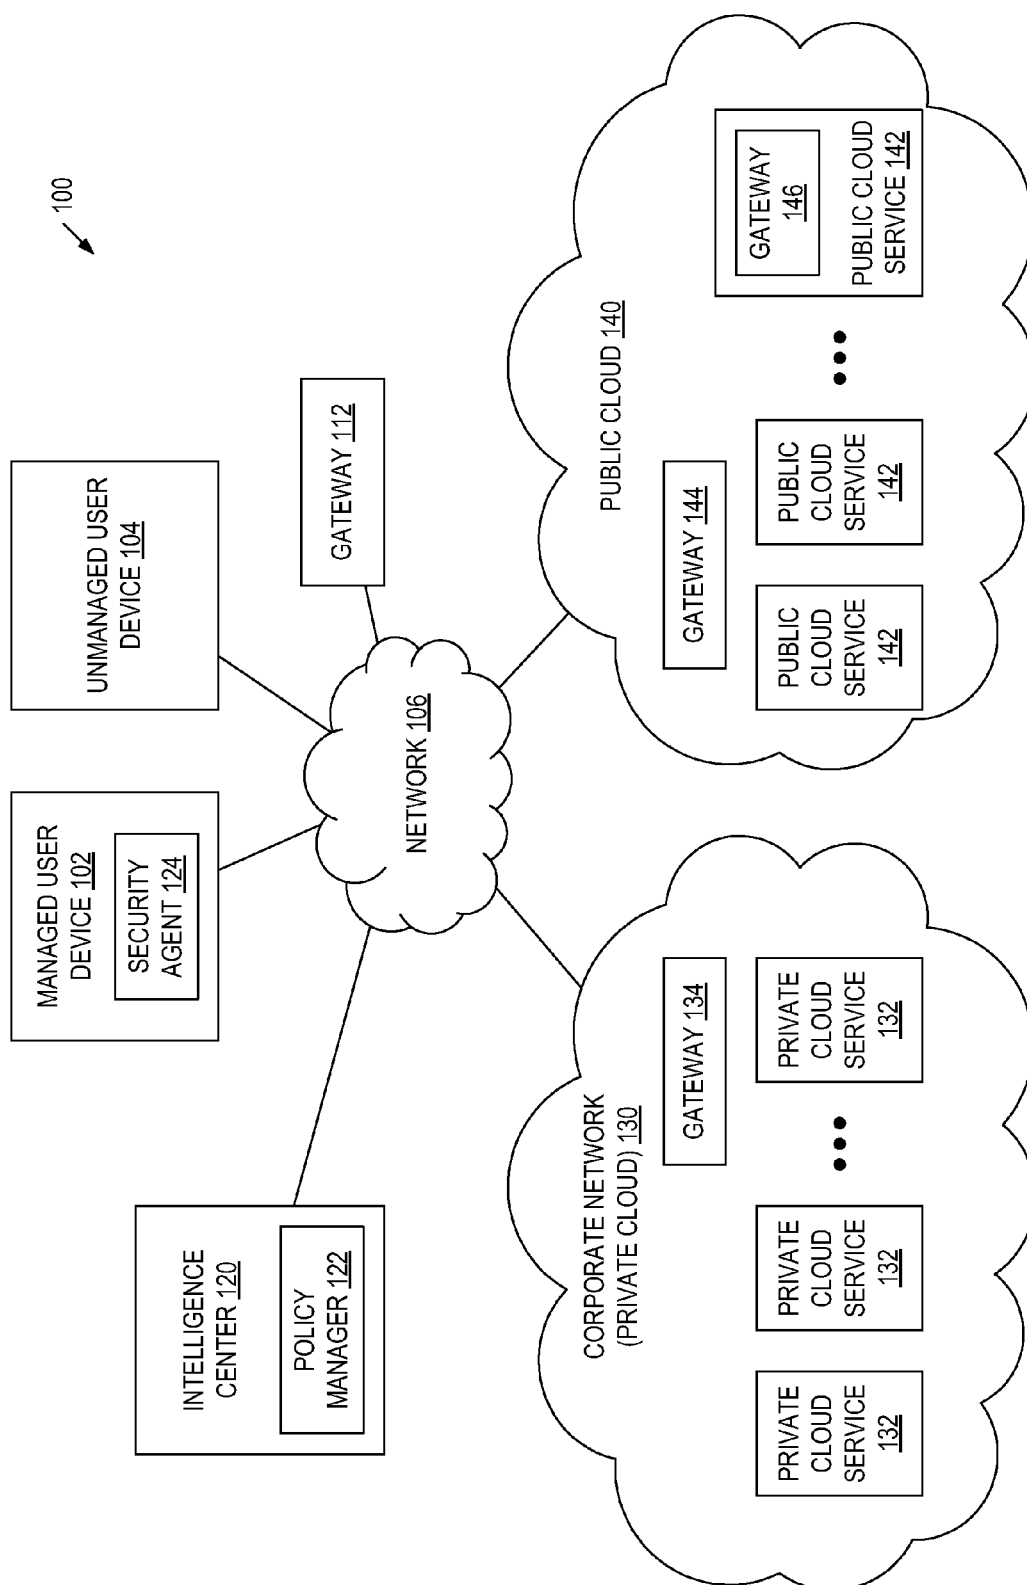 100
INTELLIGENCE
CENTER 120
POLICY
MANAGER 122
MANAGED USER
DEVICE 102
SECURITY
AGENT 124
UNMANAGED USER
DEVICE 104
NETWORK 106
GATEWAY 112
CORPORATE NETWORK
(PRIVATE CLOUD) 130
GATEWAY 134
PRIVATE
CLOUD
SERVICE
132
PRIVATE
CLOUD
SERVICE
132
PRIVATE
CLOUD
SERVICE
132
PUBLIC CLOUD 140
GATEWAY 144
PUBLIC
CLOUD
SERVICE
142
PUBLIC
CLOUD
SERVICE
142
GATEWAY
146
PUBLIC CLOUD
SERVICE 142